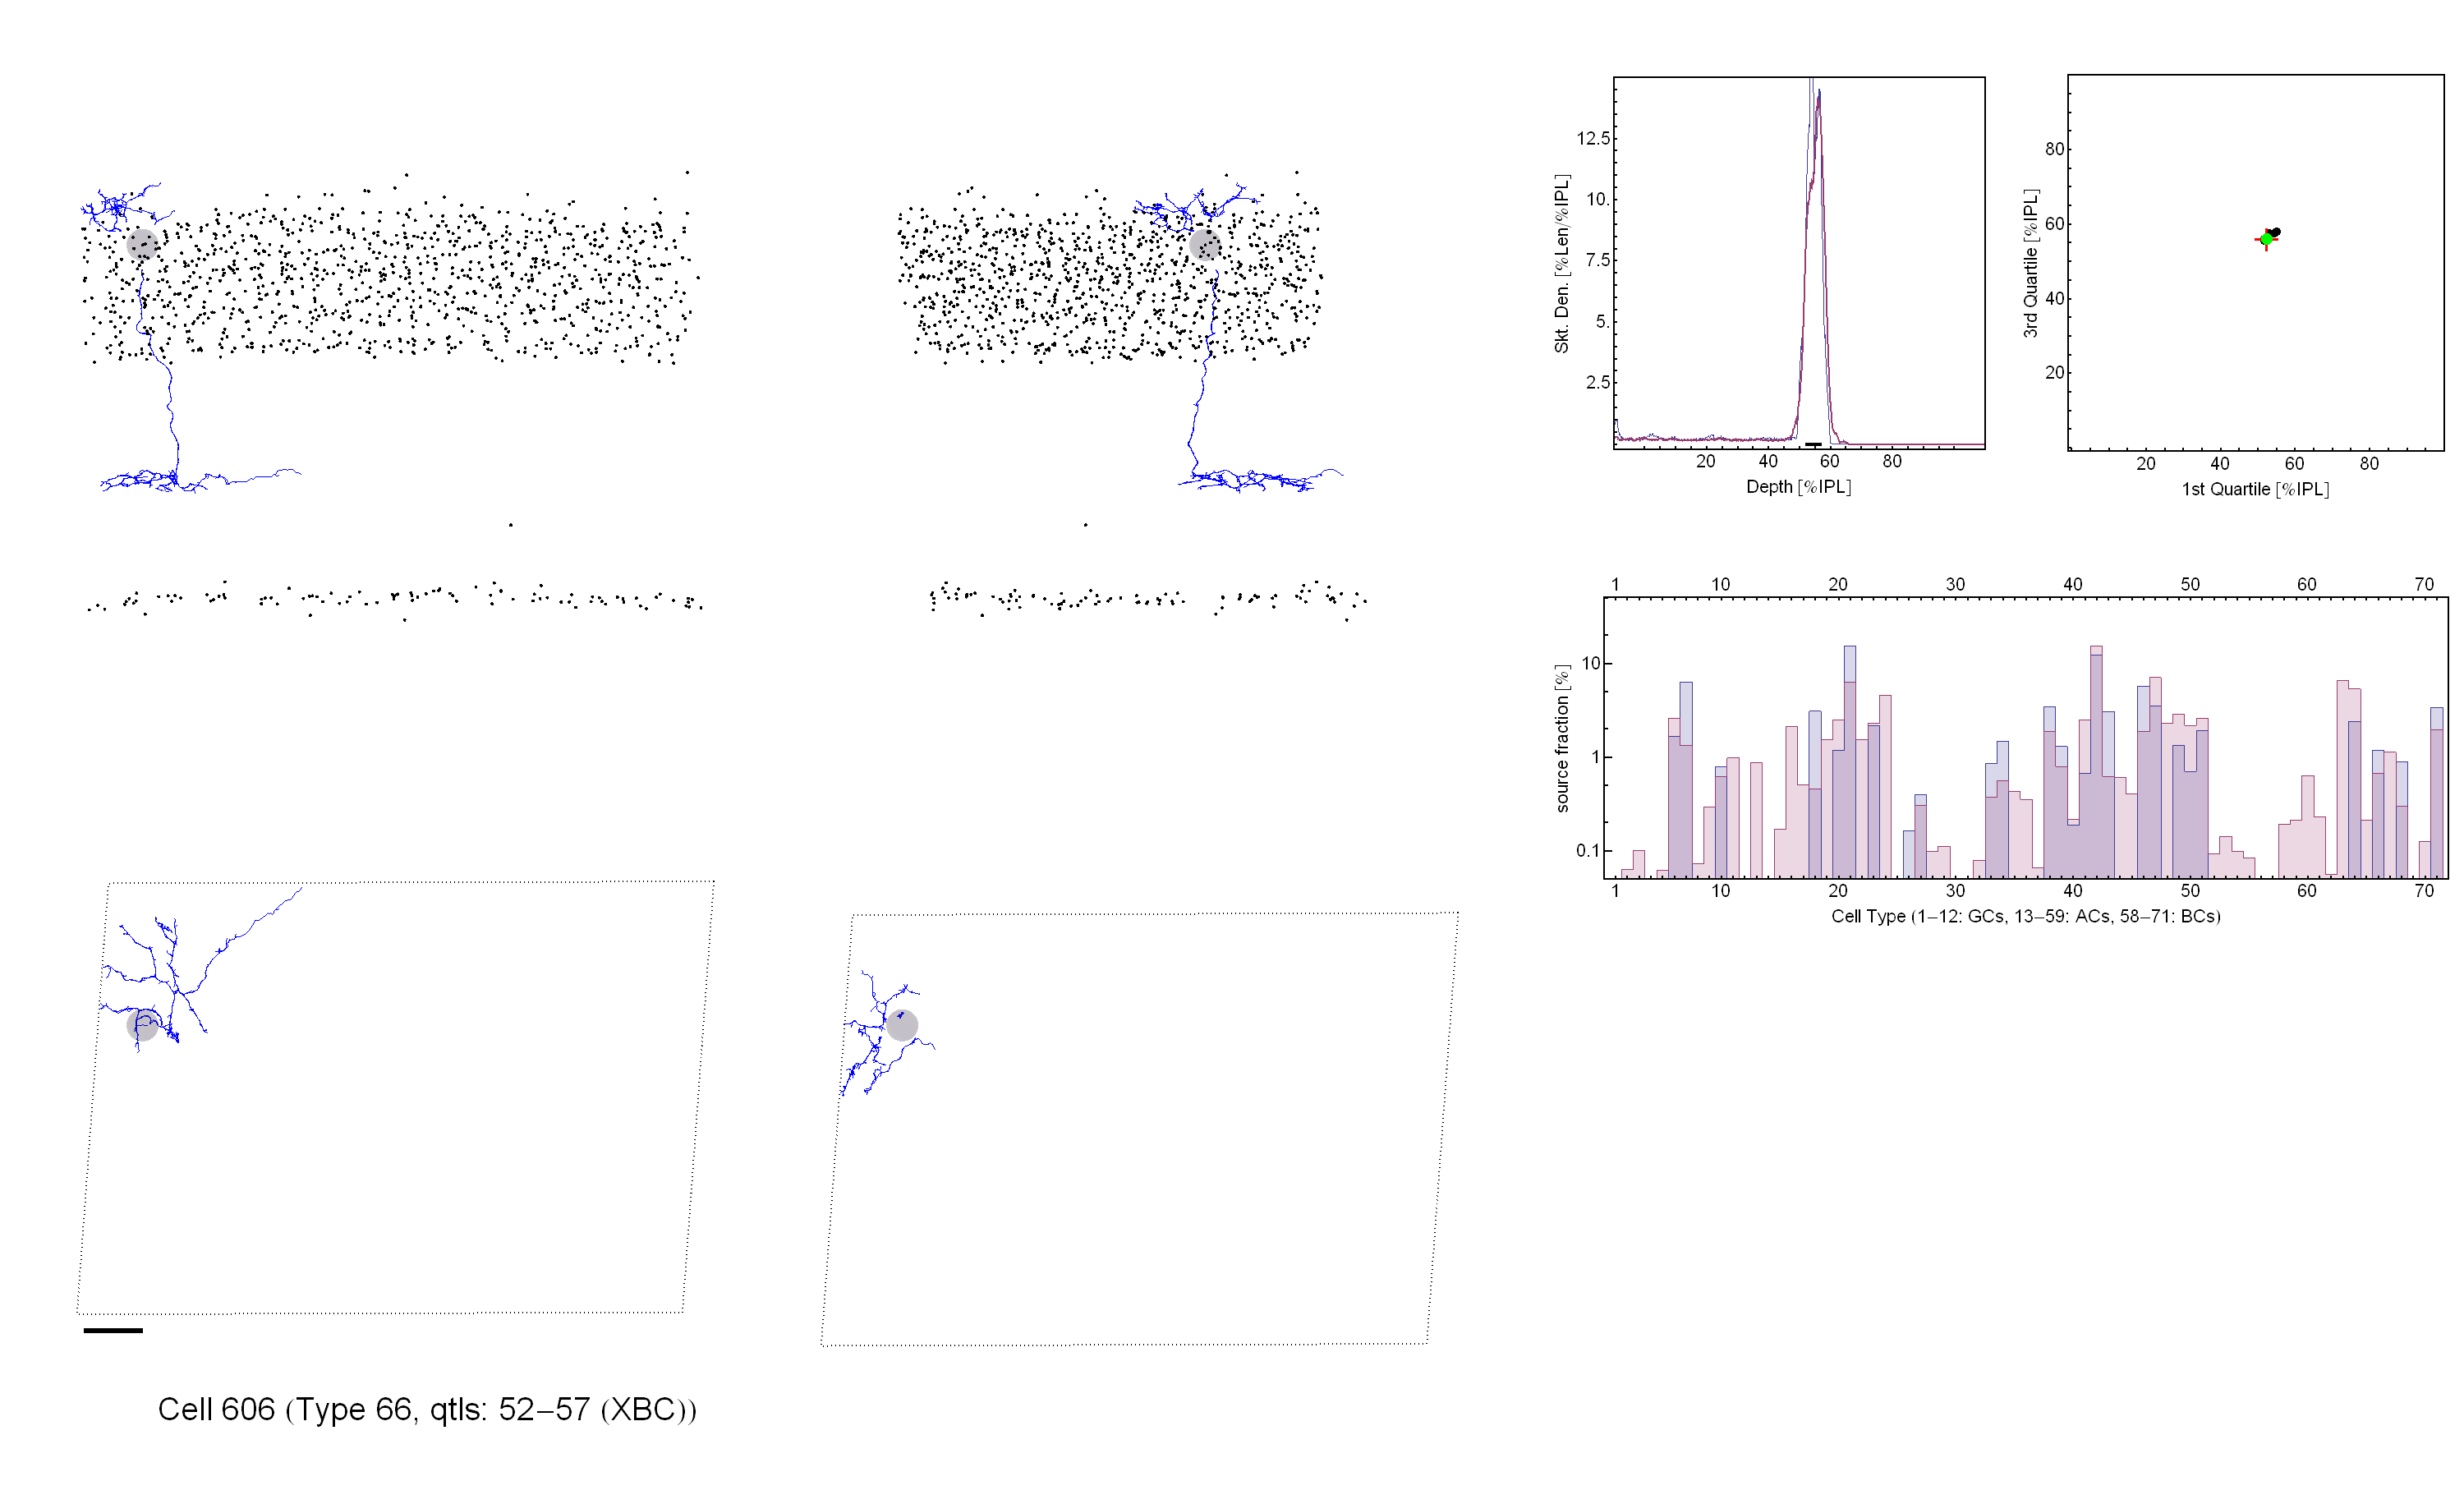 12.5
10.
7.5
5.
2.5
Skt. Den. [%Len/%IPL]
20 40 60 80
Depth [%IPL]
80
60
40
20
3rd Quartile [%IPL]
20 40 60 80
1st Quartile [%IPL]
1 10 20 30 40 50 60 70
10
1
0.1
source fraction [%]
1 10 20 30 40 50 60 70
Cell Type (1−12: GCs, 13−59: ACs, 58−71: BCs)
Cell 606 (Type 66, qtls: 52−57 (XBC))